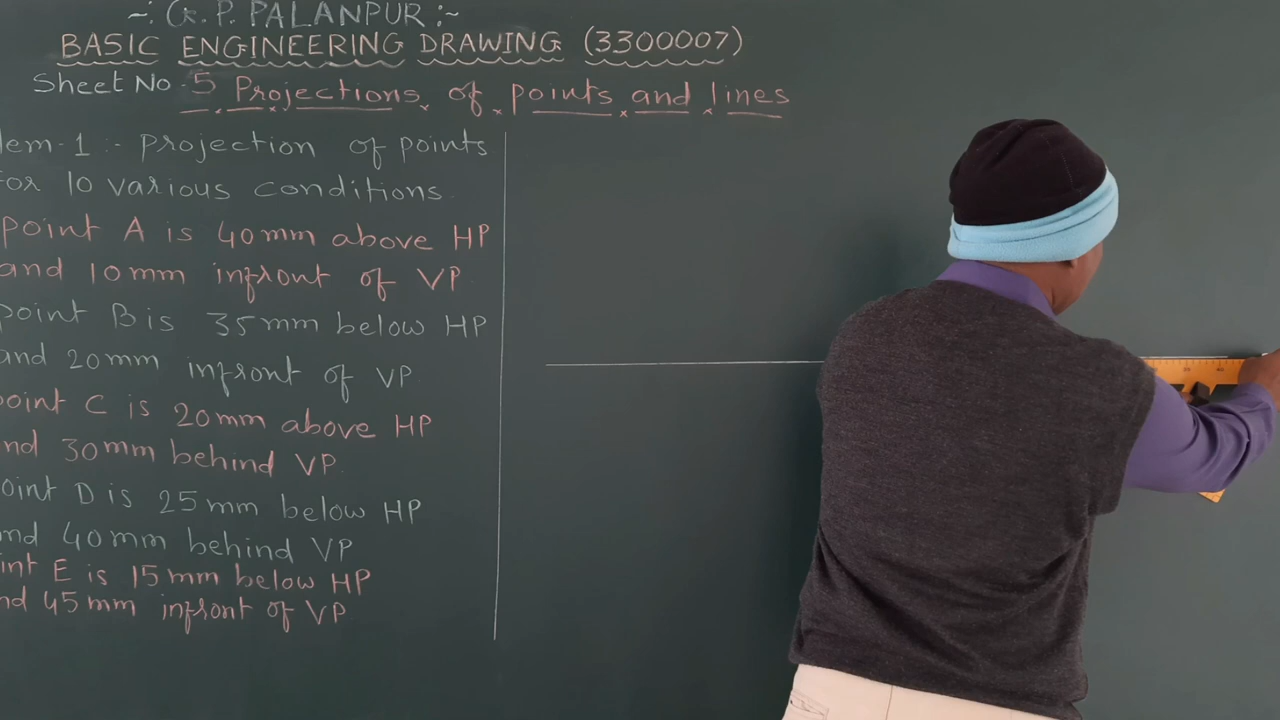 ~: G.P. PALANPUR :~
BASIC ENGINEERING DRAWING (3300007)
Sheet No. 5 Projections of points and lines
lem-1 :- Projection of points
for 10 various conditions.
point A is 40mm above HP
and 10mm infront of VP
point B is 35mm below HP
and 20mm infront of VP.
point C is 20mm above HP
nd 30mm behind VP.
oint D is 25mm below HP
nd 40mm behind VP
int E is 15mm below HP
nd 45mm infront of VP